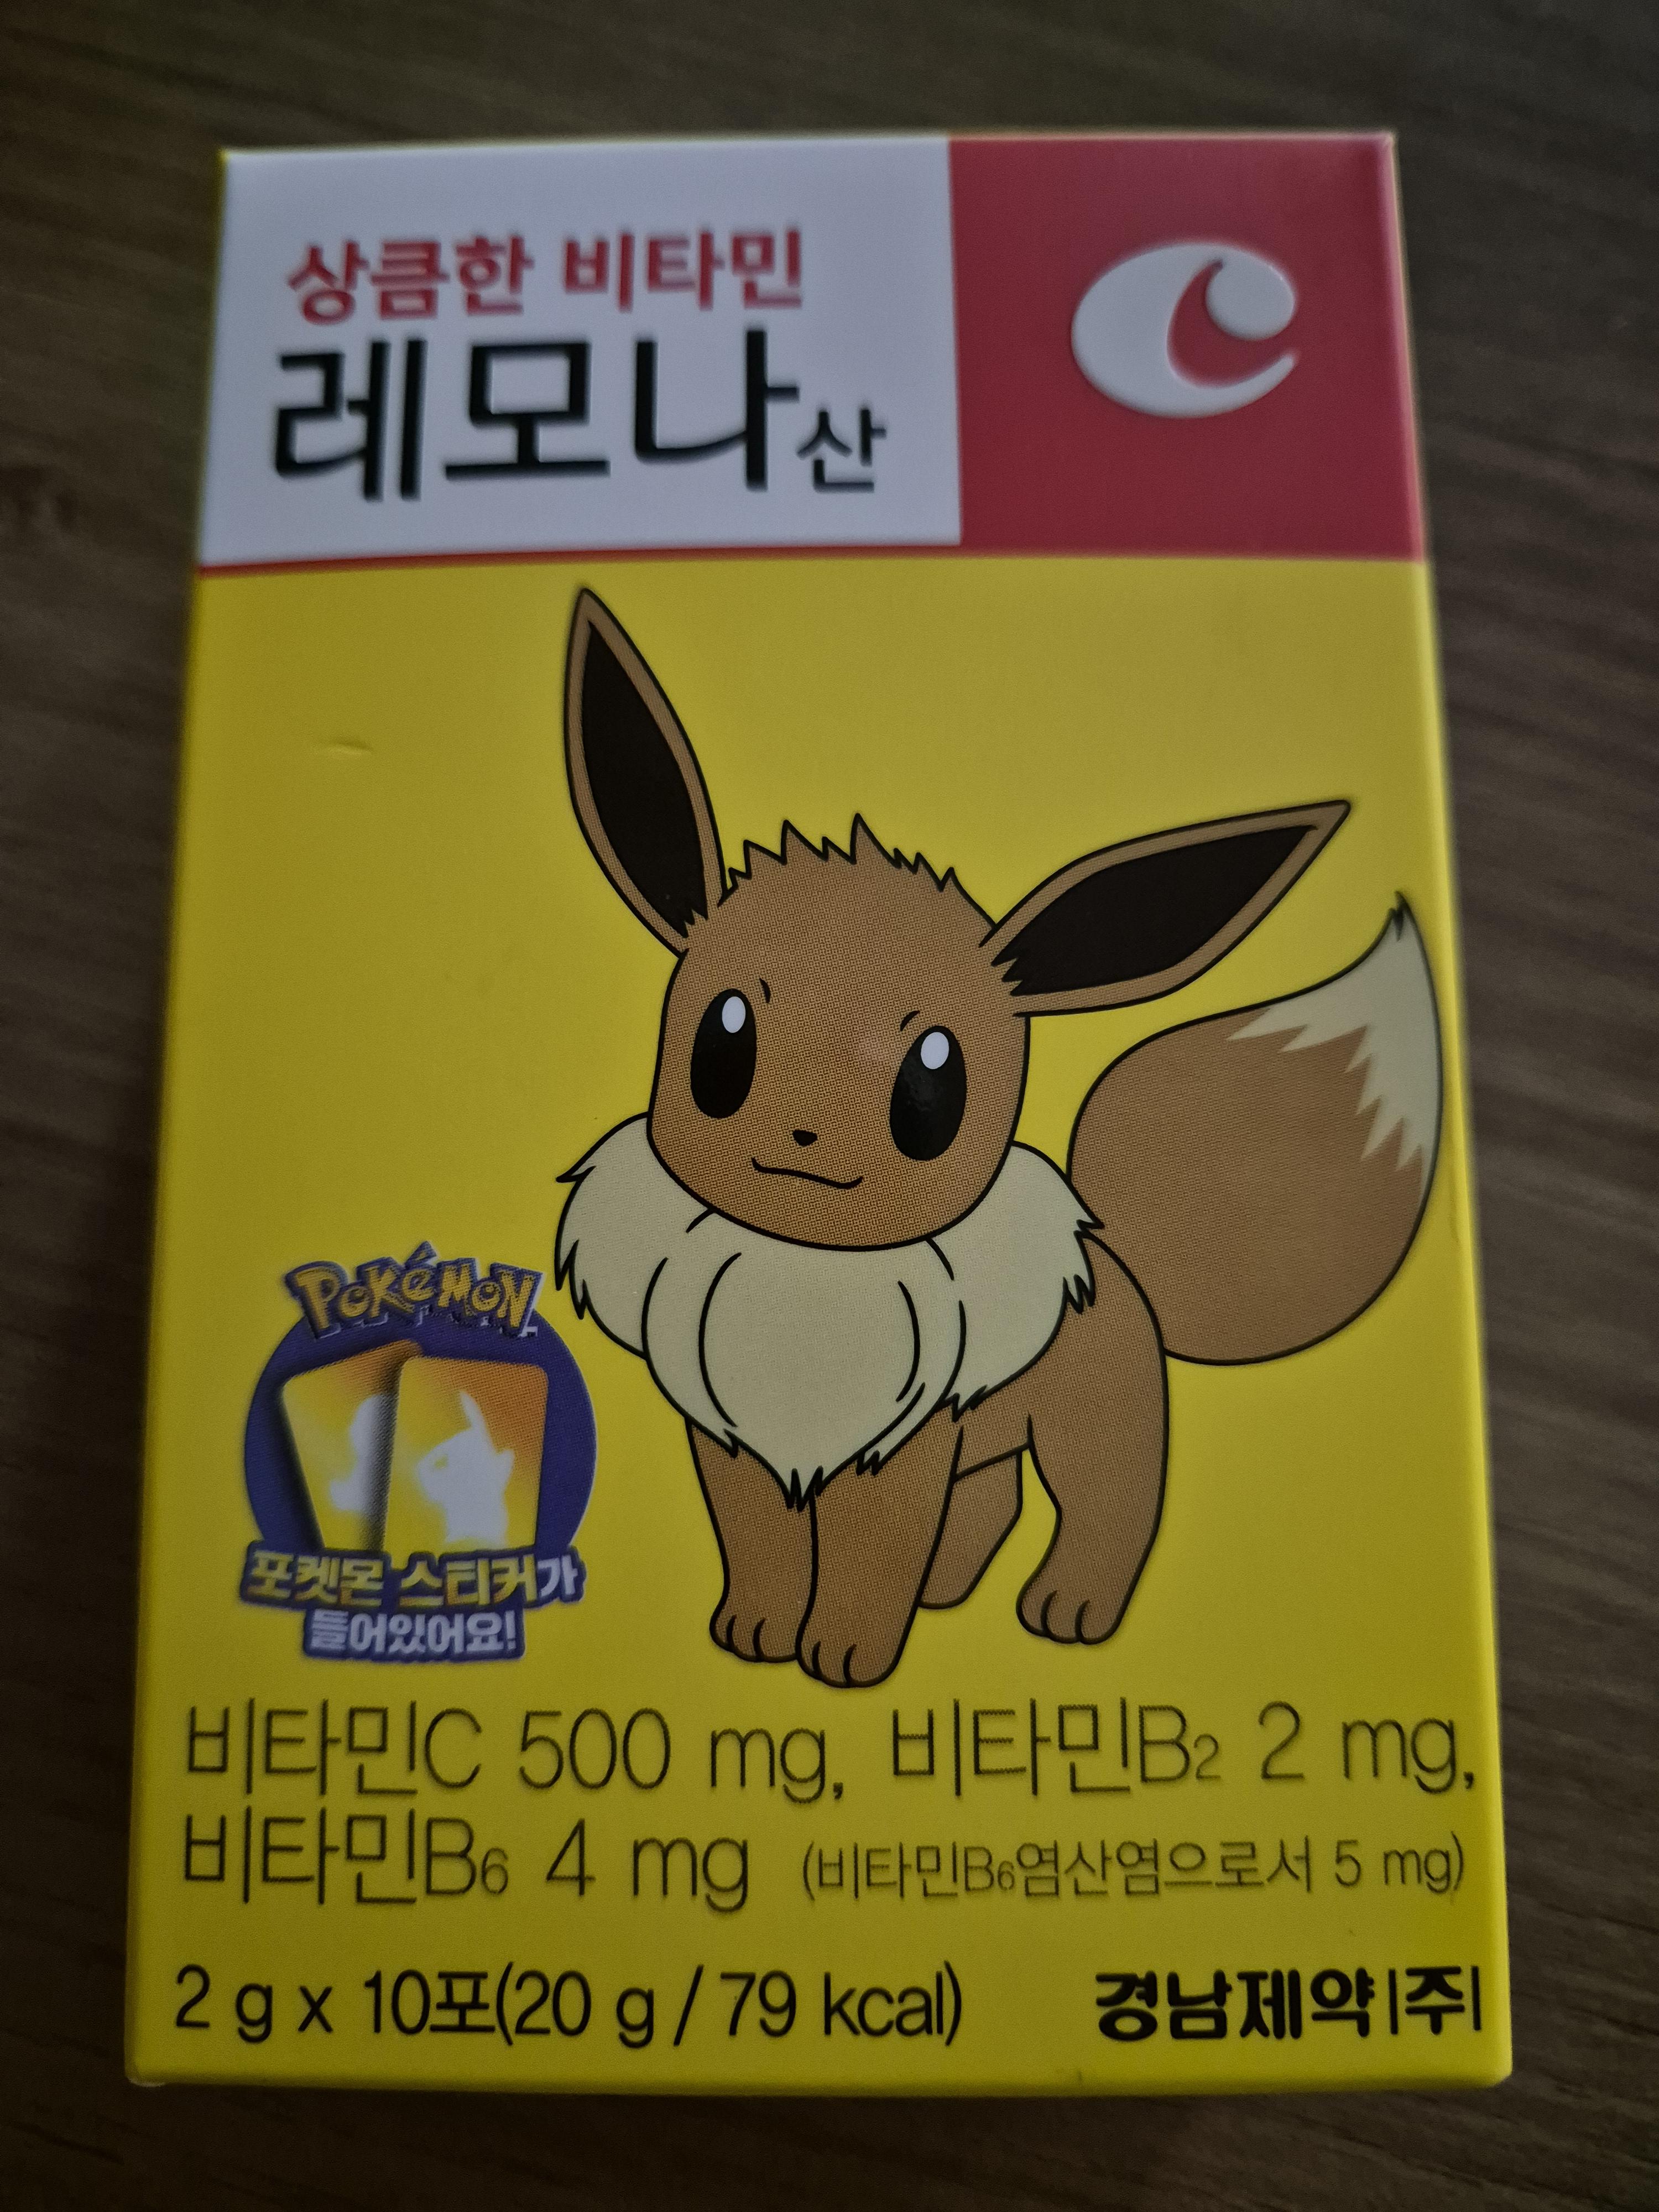 상큼한 비타민
레모나산
C
POKéMON
포켓몬 스티커가
들어있어요!
비타민C 500 mg, 비타민B2 2 mg,
비타민B6 4 mg (비타민B6염산염으로서 5 mg)
2 g x 10포(20 g / 79 kcal)
경남제약|주|